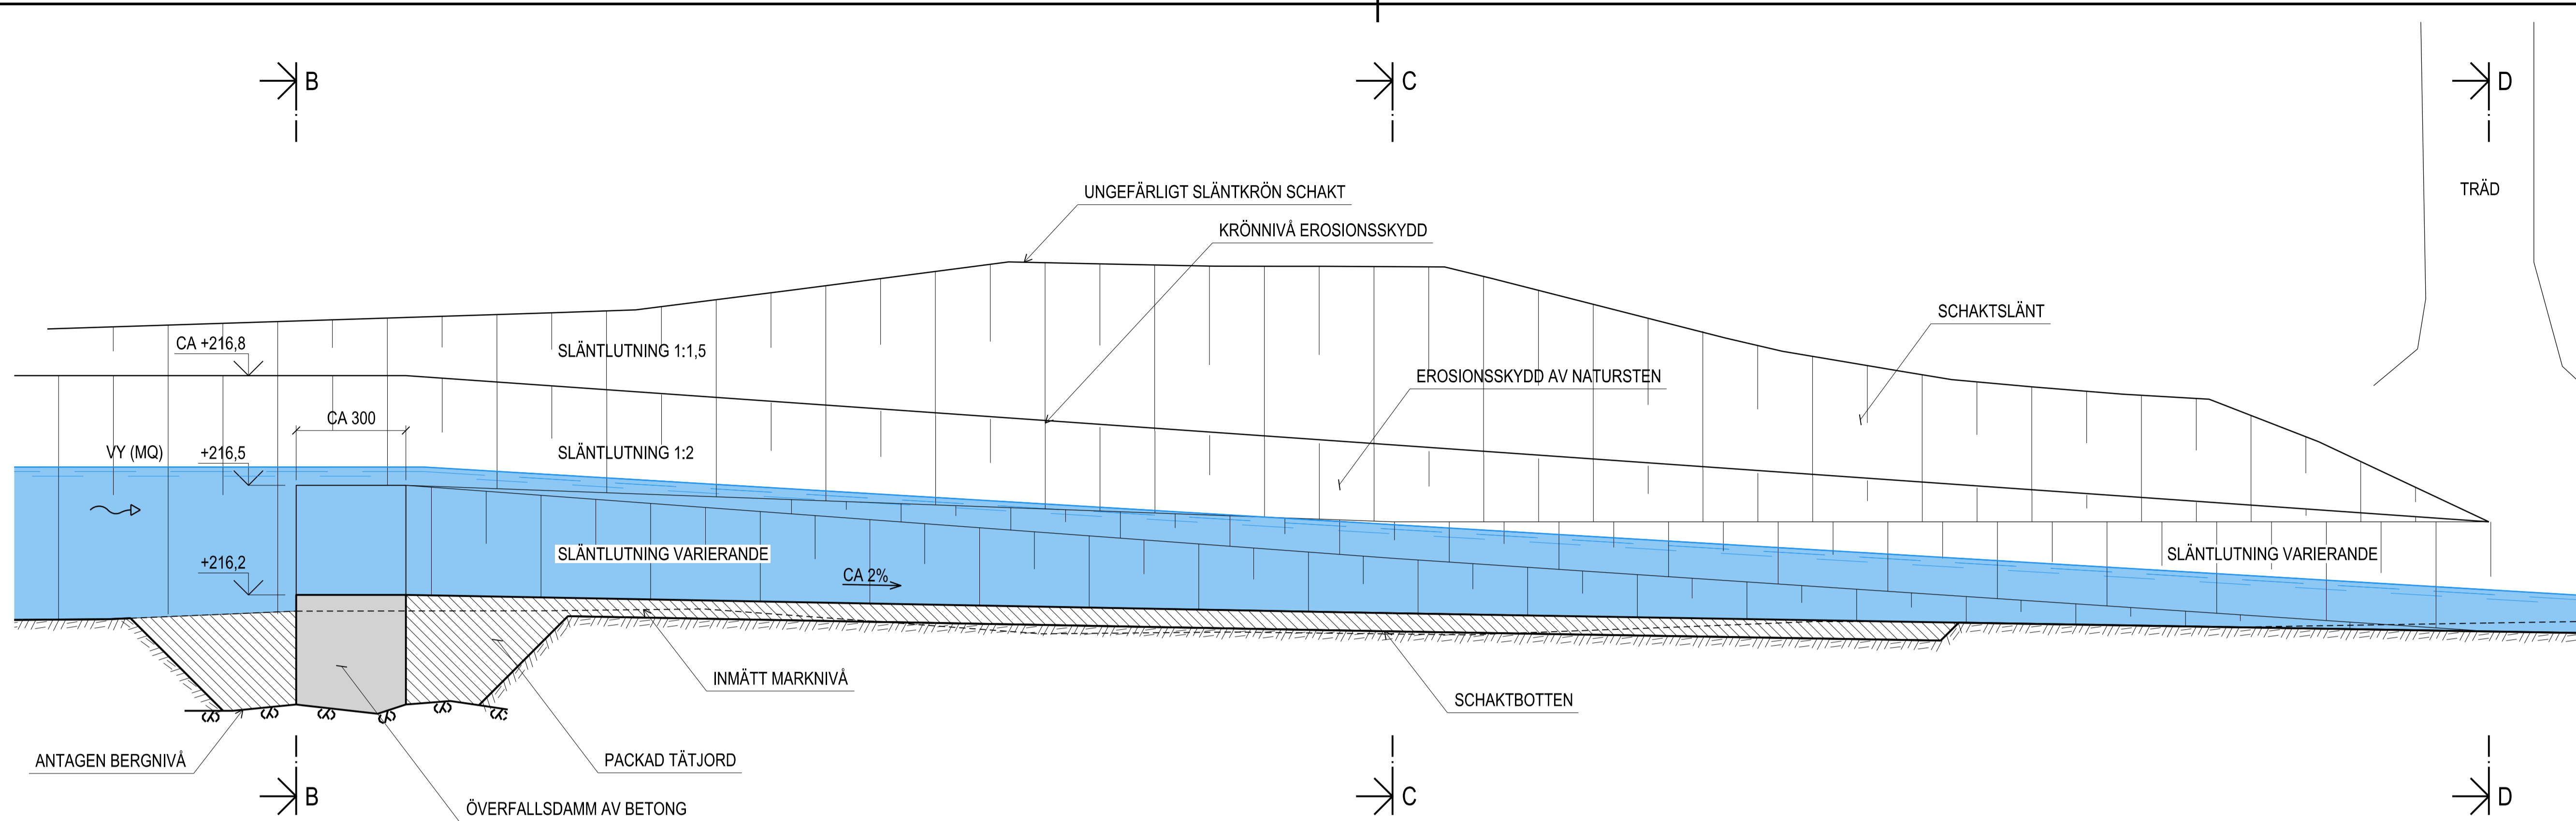 B
C
D
UNGEFÄRLIGT SLÄNTKRÖN SCHAKT
TRÄD
KRÖNNIVÅ EROSIONSSKYDD
SCHAKTSLÄNT
CA +216,8
SLÄNTLUTNING 1:1,5
EROSIONSSKYDD AV NATURSTEN
CA 300
VY (MQ)
+216,5
SLÄNTLUTNING 1:2
SLÄNTLUTNING VARIERANDE
SLÄNTLUTNING VARIERANDE
+216,2
CA 2%
INMÄTT MARKNIVÅ
SCHAKTBOTTEN
ANTAGEN BERGNIVÅ
PACKAD TÄTJORD
B
C
D
ÖVERFALLSDAMM AV BETONG